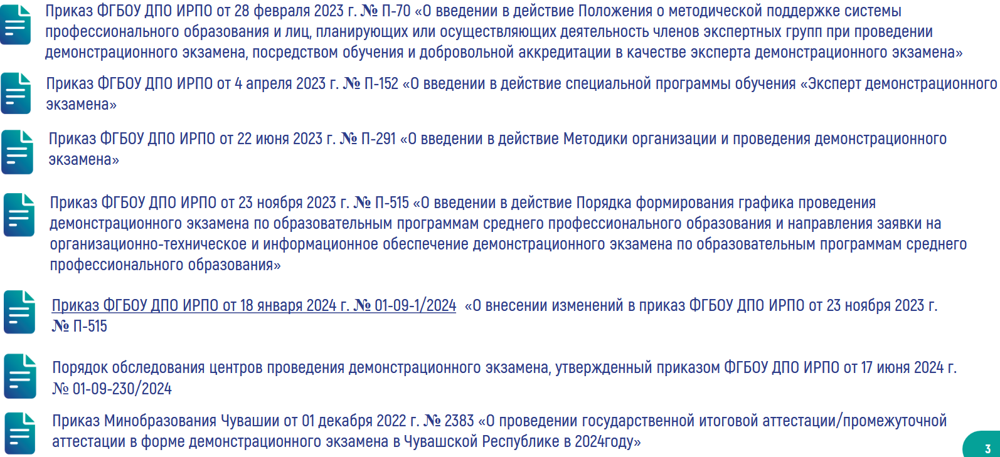 Приказ ФГБОУ ДПО ИРПО от 28 февраля 2023 г. № П-70 «О введении в действие Положения о методической поддержке системы
профессионального образования и лиц, планирующих или осуществляющих деятельность членов экспертных групп при проведении
демонстрационного экзамена, посредством обучения и добровольной аккредитации в качестве эксперта демонстрационного экзамена»
Приказ ФГБОУ ДПО ИРПО от 4 апреля 2023 г. № П-152 «О введении в действие специальной программы обучения «Эксперт демонстрационного
экзамена»
Приказ ФГБОУ ДПО ИРПО от 22 июня 2023 г. № П-291 «О введении в действие Методики организации и проведения демонстрационного
экзамена»
Приказ ФГБОУ ДПО ИРПО от 23 ноября 2023 г. № П-515 «О введении в действие Порядка формирования графика проведения
демонстрационного экзамена по образовательным программам среднего профессионального образования и направления заявки на
организационно-техническое и информационное обеспечение демонстрационного экзамена по образовательным программам среднего
профессионального образования»
Приказ ФГБОУ ДПО ИРПО от 18 января 2024 г. № 01-09-1/2024 «О внесении изменений в приказ ФГБОУ ДПО ИРПО от 23 ноября 2023 г.
№ П-515
Порядок обследования центров проведения демонстрационного экзамена, утвержденный приказом ФГБОУ ДПО ИРПО от 17 июня 2024 г.
№ 01-09-230/2024
Приказ Минобразования Чувашии от 01 декабря 2022 г. № 2383 «О проведении государственной итоговой аттестации/промежуточной
аттестации в форме демонстрационного экзамена в Чувашской Республике в 2024году»
3